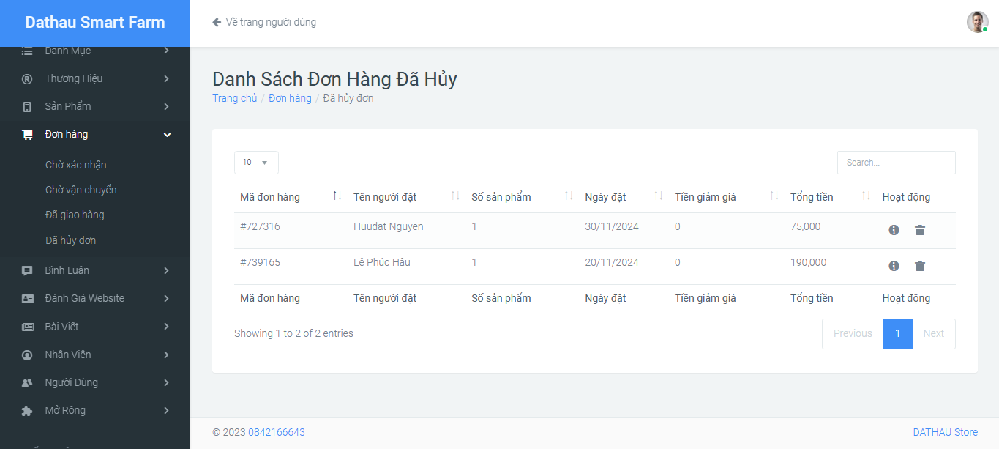 Dathau Smart Farm
Về trang người dùng
Danh Mục
Thương Hiệu
Sản Phẩm
Đơn hàng
Chờ xác nhận
Chờ vận chuyển
Đã giao hàng
Đã hủy đơn
Bình Luận
Đánh Giá Website
Bài Viết
Nhân Viên
Người Dùng
Mở Rộng
Danh Sách Đơn Hàng Đã Hủy
Trang chủ / Đơn hàng / Đã hủy đơn
10 Search...
Mã đơn hàng Tên người đặt Số sản phẩm Ngày đặt Tiền giảm giá Tổng tiền Hoạt động
#727316 Huudat Nguyen 1 30/11/2024 0 75,000
#739165 Lê Phúc Hậu 1 20/11/2024 0 190,000
Mã đơn hàng Tên người đặt Số sản phẩm Ngày đặt Tiền giảm giá Tổng tiền Hoạt động
Showing 1 to 2 of 2 entries Previous 1 Next
© 2023 0842166643 DATHAU Store